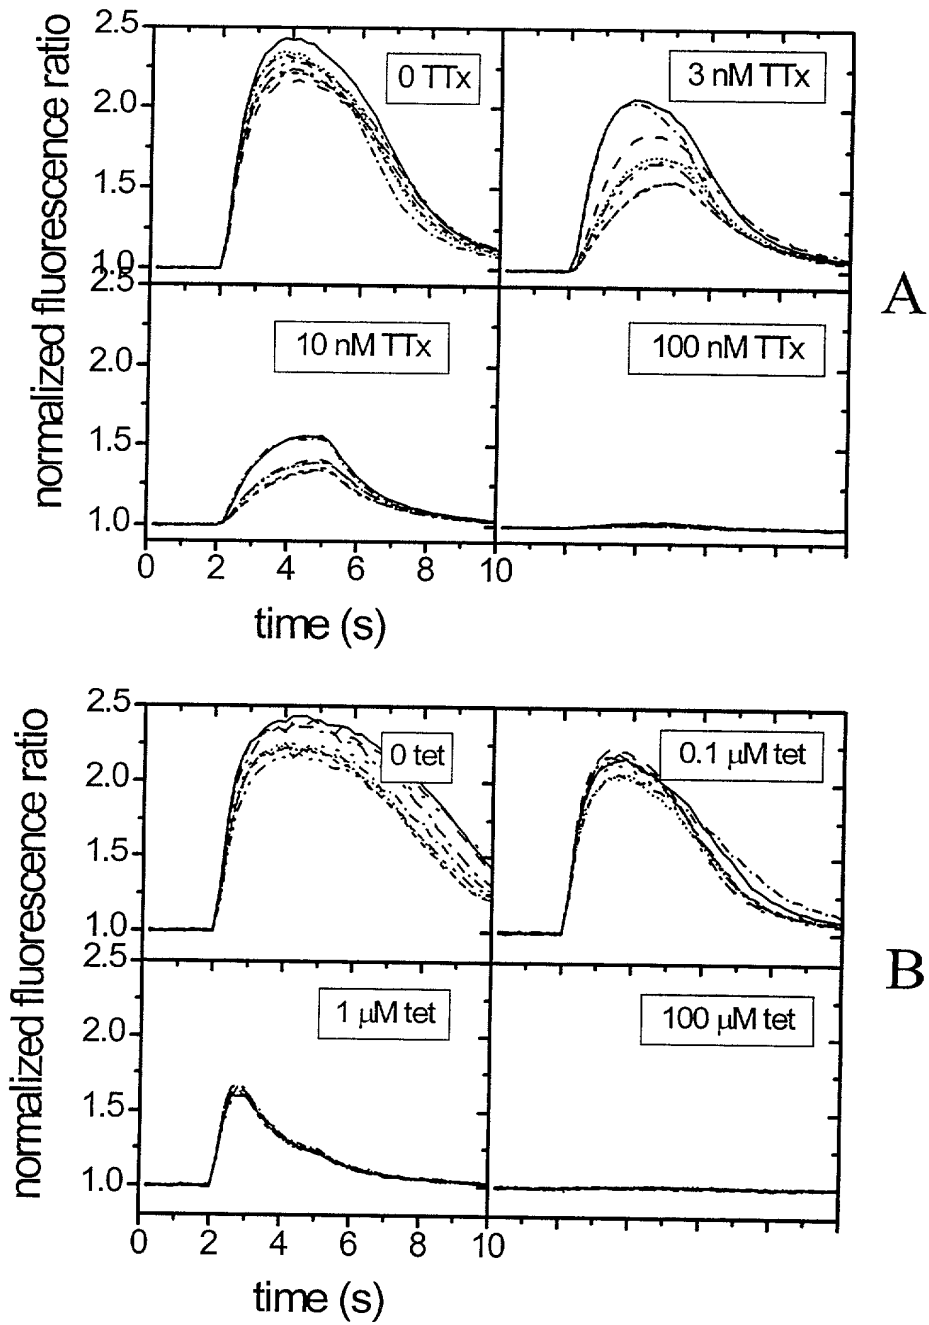 normalized fluorescence ratio
2.5
2.0
1.5
1.0
0 TTx
3 nM TTx
A
2.5
2.0
1.5
1.0
10 nM TTx
100 nM TTx
0 2 4 6 8 10
time (s)
normalized fluorescence ratio
2.5
2.0
1.5
1.0
0 tet
0.1 µM tet
B
2.5
2.0
1.5
1.0
1 µM tet
100 µM tet
0 2 4 6 8 10
time (s)